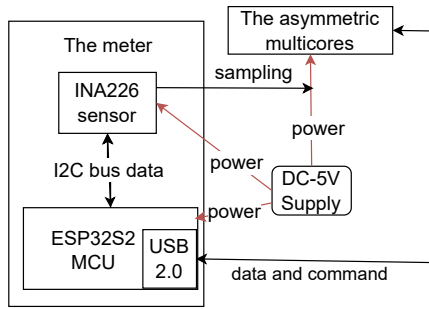 The asymmetric
multicores
The meter
sampling
INA226
sensor
power
I2C bus data
power
DC-5V
Supply
power
ESP32S2
MCU
USB
2.0
data and command